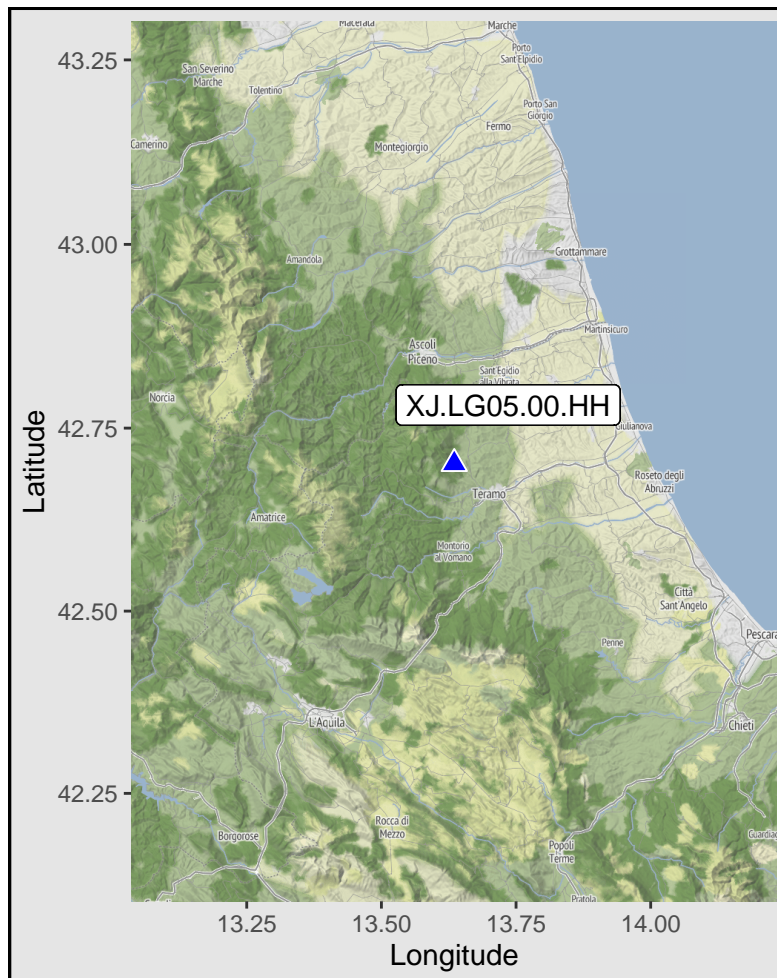 Macerata
Marche
43.25
Porto
Sant Elpidio
San Severino
Marche
Tolentino
Porto San
Giorgio
Fermo
Camerino
Montegiorgio
43.00
Grottammare
Amandola
Martinsicuro
Ascoli
Piceno
Sant Egidio
alla Vibrata
Norcia
XJ.LG05.00.HH
42.75
Giulianova
Latitude
Roseto degli
Abruzzi
Teramo
Amatrice
Montorio
al Vomano
42.50
Città
Sant Angelo
Pescara
Penne
L'Aquila
Chieti
42.25
Rocca di
Mezzo
Borgorose
Guardia
Popoli
Terme
Pratola
13.25
13.50
13.75
14.00
Longitude